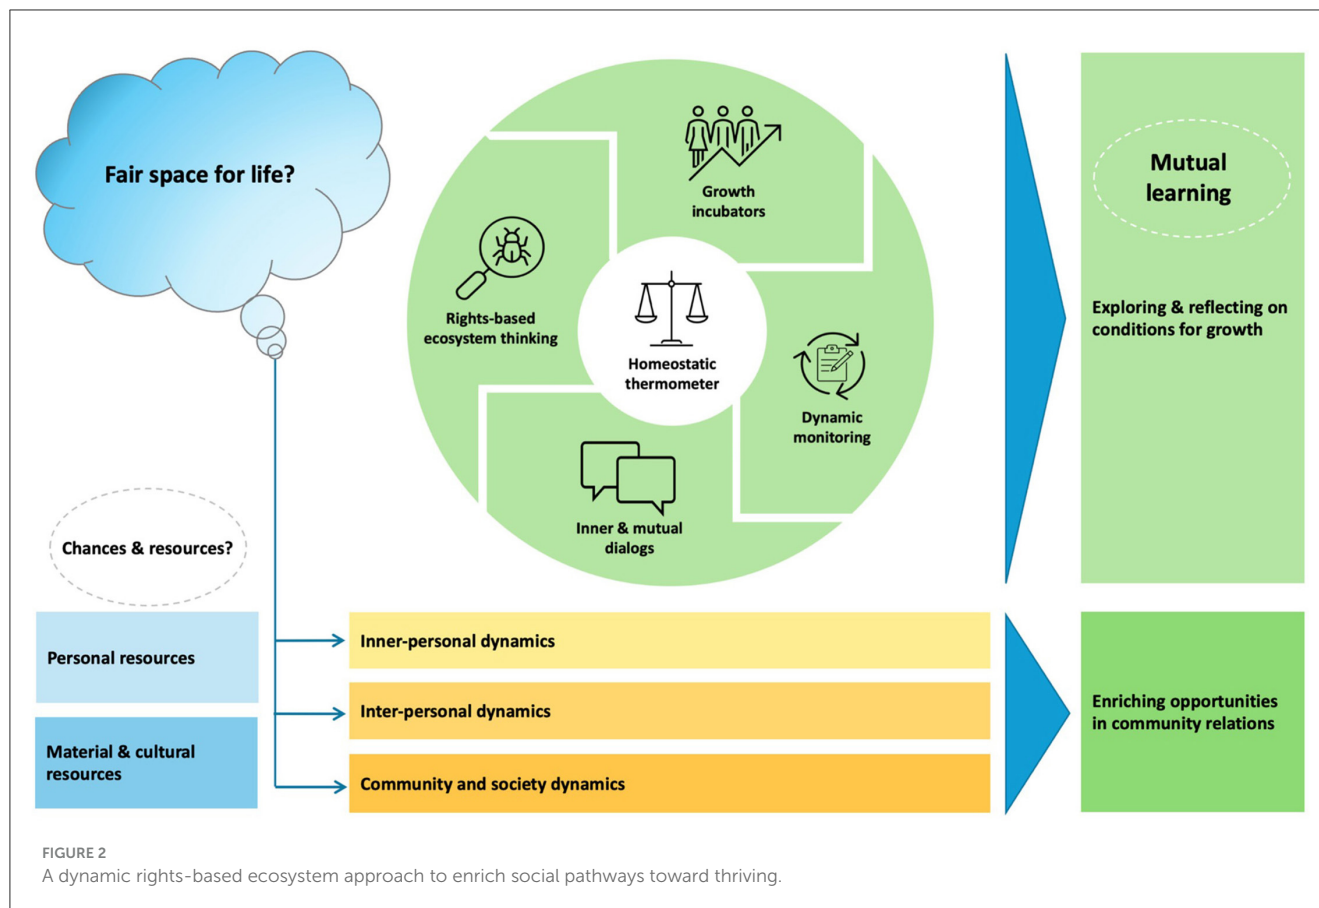 Fair space for life?
Growth
incubators
Rights-based
ecosystem thinking
Homeostatic
thermometer
Dynamic
monitoring
Inner & mutual
dialogs
Mutual
learning
Exploring & reflecting on
conditions for growth
Chances & resources?
Personal resources
Material & cultural
resources
Inner-personal dynamics
Inter-personal dynamics
Community and society dynamics
Enriching opportunities
in community relations
FIGURE 2
A dynamic rights-based ecosystem approach to enrich social pathways toward thriving.